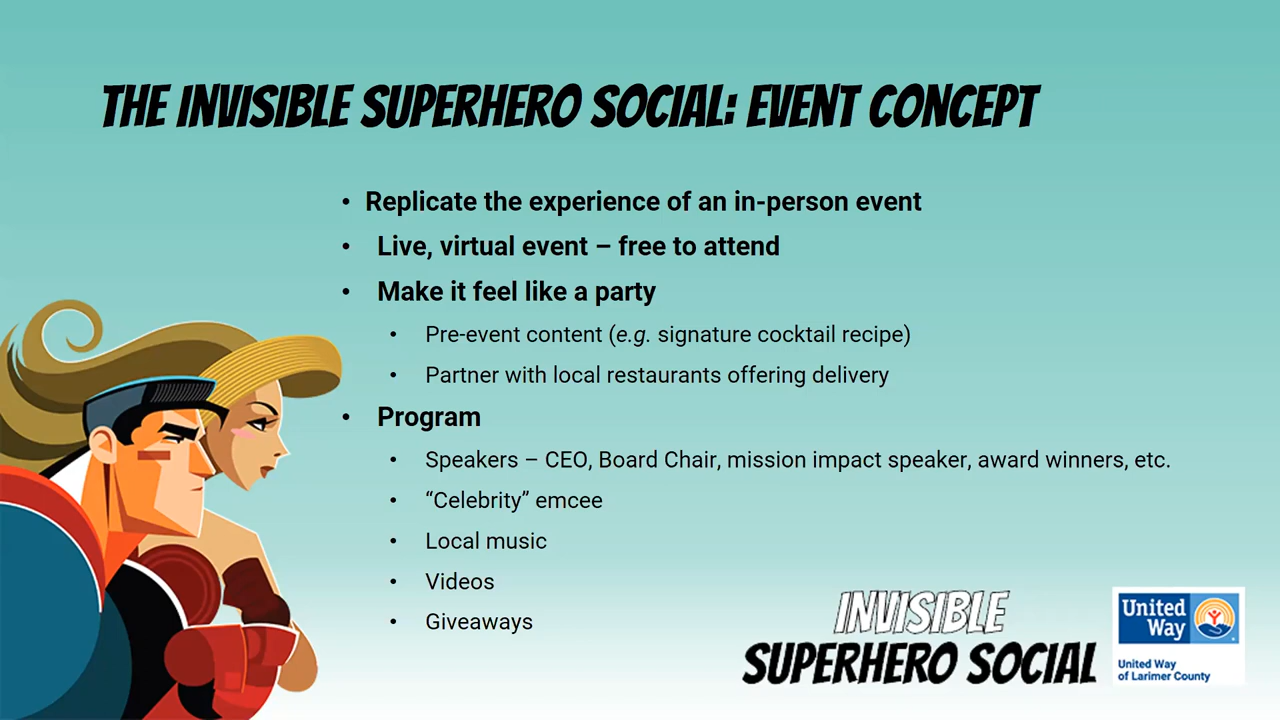 THE INVISIBLE SUPERHERO SOCIAL: EVENT CONCEPT
• Replicate the experience of an in-person event
• Live, virtual event – free to attend
• Make it feel like a party
• Pre-event content (e.g. signature cocktail recipe)
• Partner with local restaurants offering delivery
• Program
• Speakers – CEO, Board Chair, mission impact speaker, award winners, etc.
• “Celebrity” emcee
• Local music
• Videos
• Giveaways
INVISIBLE
SUPERHERO SOCIAL
United
Way
United Way
of Larimer County